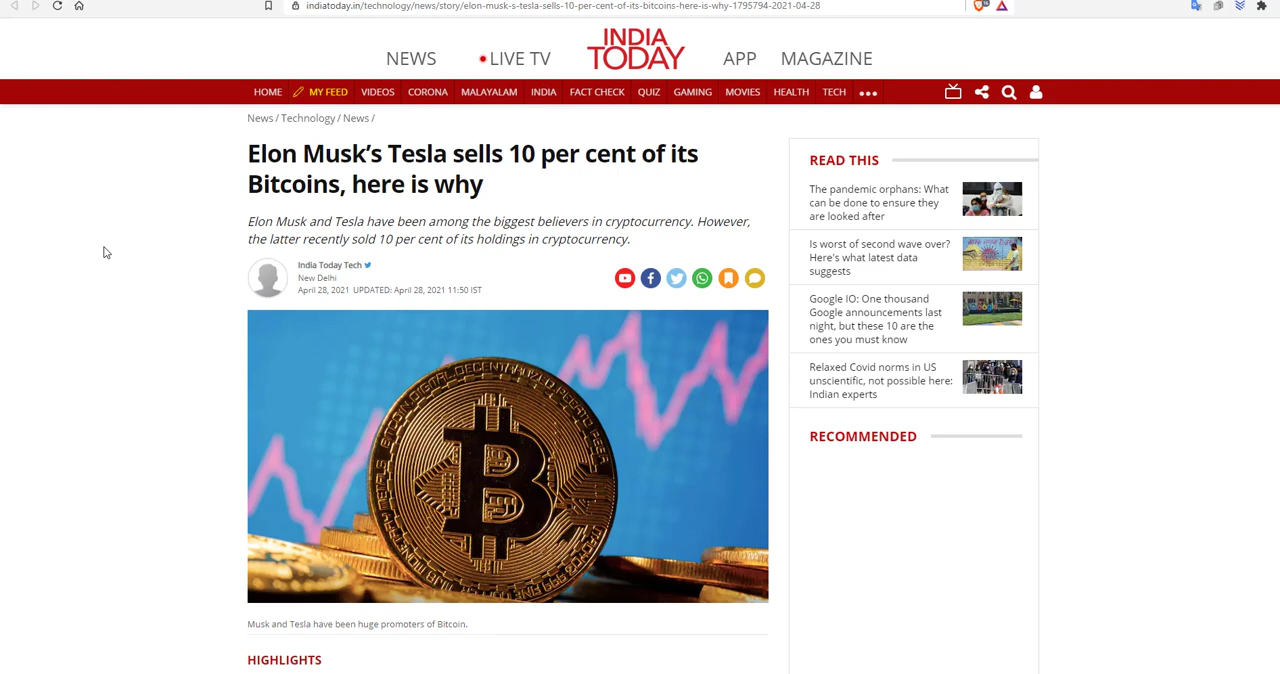 indiatoday.in/technology/news/story/elon-musk-s-tesla-sells-10-per-cent-of-its-bitcoins-here-is-why-1795794-2021-04-28
NEWS
LIVE TV
INDIA
TODAY
APP
MAGAZINE
HOME MY FEED VIDEOS CORONA MALAYALAM INDIA FACT CHECK QUIZ GAMING MOVIES HEALTH TECH
News / Technology / News /
Elon Musk's Tesla sells 10 per cent of its
Bitcoins, here is why
Elon Musk and Tesla have been among the biggest believers in cryptocurrency. However,
the latter recently sold 10 per cent of its holdings in cryptocurrency.
India Today Tech
New Delhi
April 28, 2021 UPDATED: April 28, 2021 11:50 IST
BITCOIN DIGITAL DECENTRALIZED PEER TO PEER
Musk and Tesla have been huge promoters of Bitcoin.
HIGHLIGHTS
READ THIS
The pandemic orphans: What
can be done to ensure they
are looked after
Is worst of second wave over?
Here's what latest data
suggests
Google IO: One thousand
Google announcements last
night, but these 10 are the
ones you must know
Relaxed Covid norms in US
unscientific, not possible here:
Indian experts
RECOMMENDED